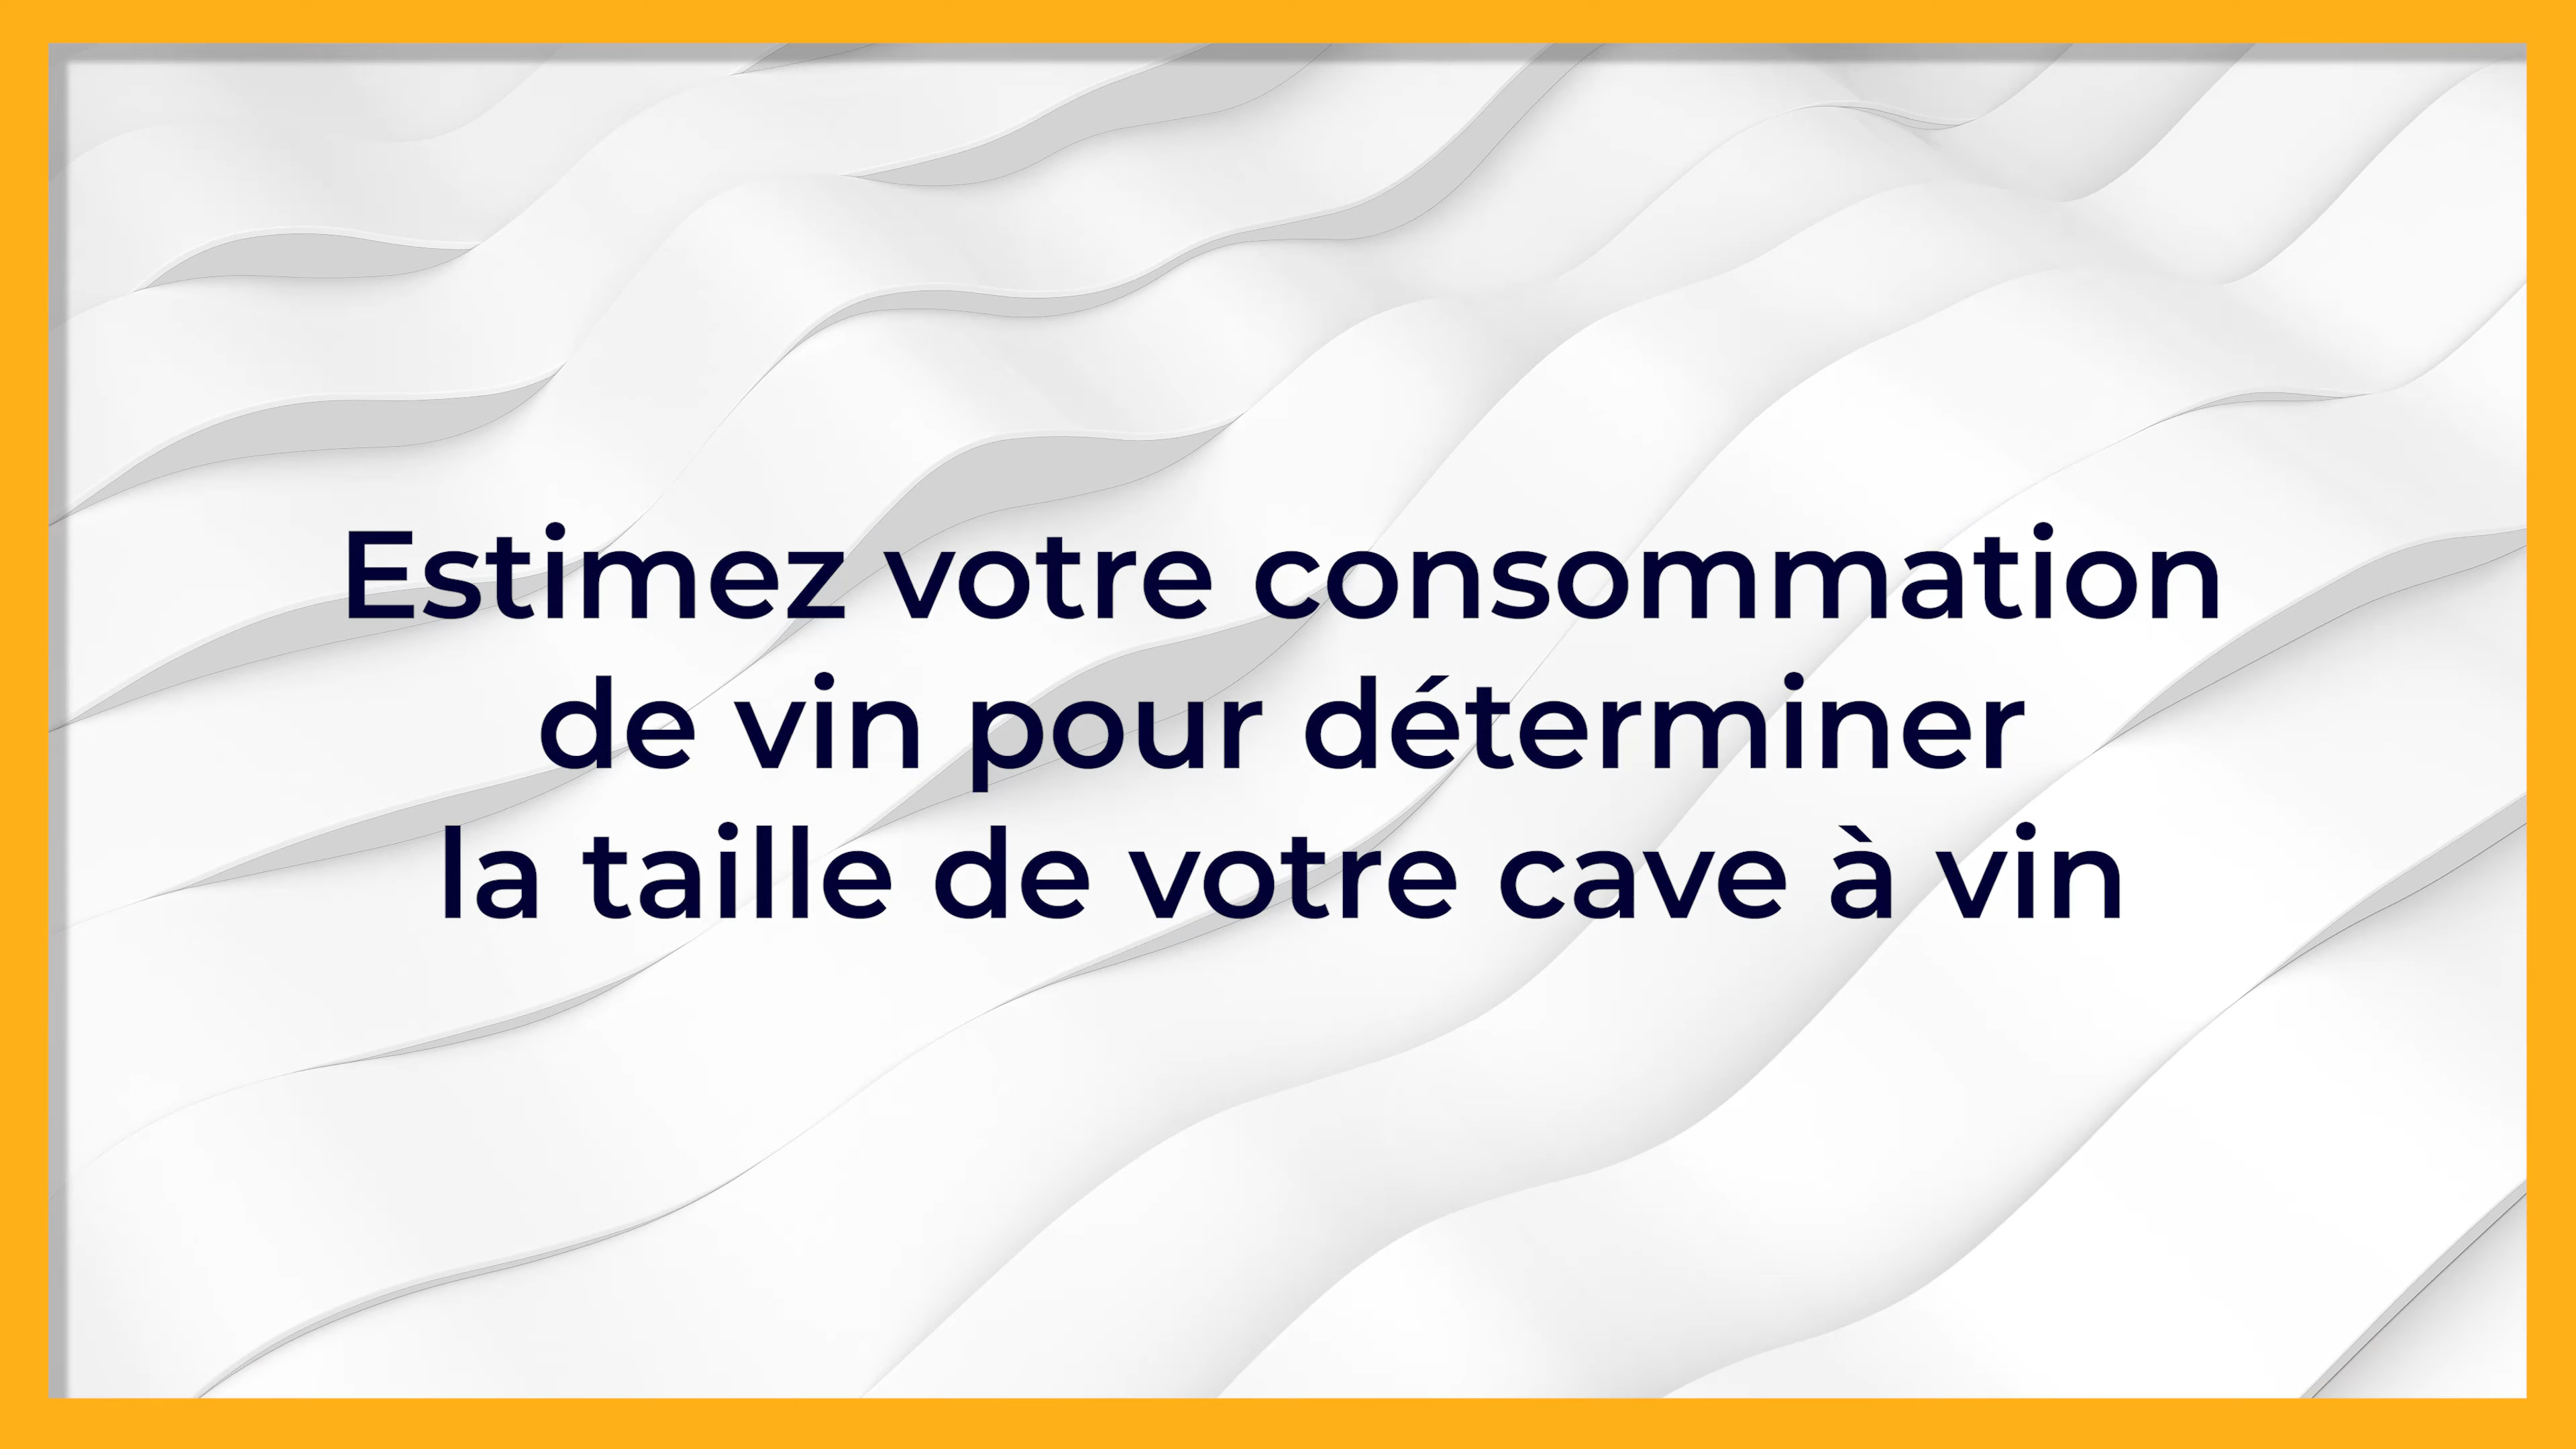 Estimez votre consommation
de vin pour déterminer
la taille de votre cave à vin